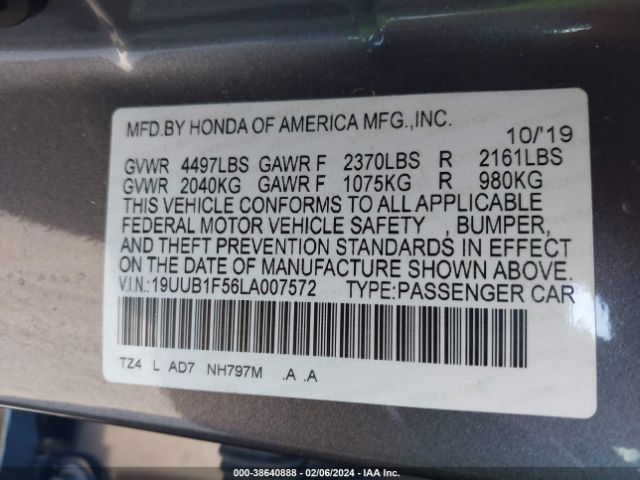 MFD.BY HONDA OF AMERICA MFG.,INC.
10/'19
GVWR 4497LBS GAWR F 2370LBS R 2161LBS
GVWR 2040KG GAWR F 1075KG R 980KG
THIS VEHICLE CONFORMS TO ALL APPLICABLE
FEDERAL MOTOR VEHICLE SAFETY , BUMPER,
AND THEFT PREVENTION STANDARDS IN EFFECT
ON THE DATE OF MANUFACTURE SHOWN ABOVE.
V.I.N.:19UUB1F56LA007572 TYPE:PASSENGER CAR
TZ4 L AD7 NH797M .A .A
000-38640888 - 02/06/2024 - IAA Inc.